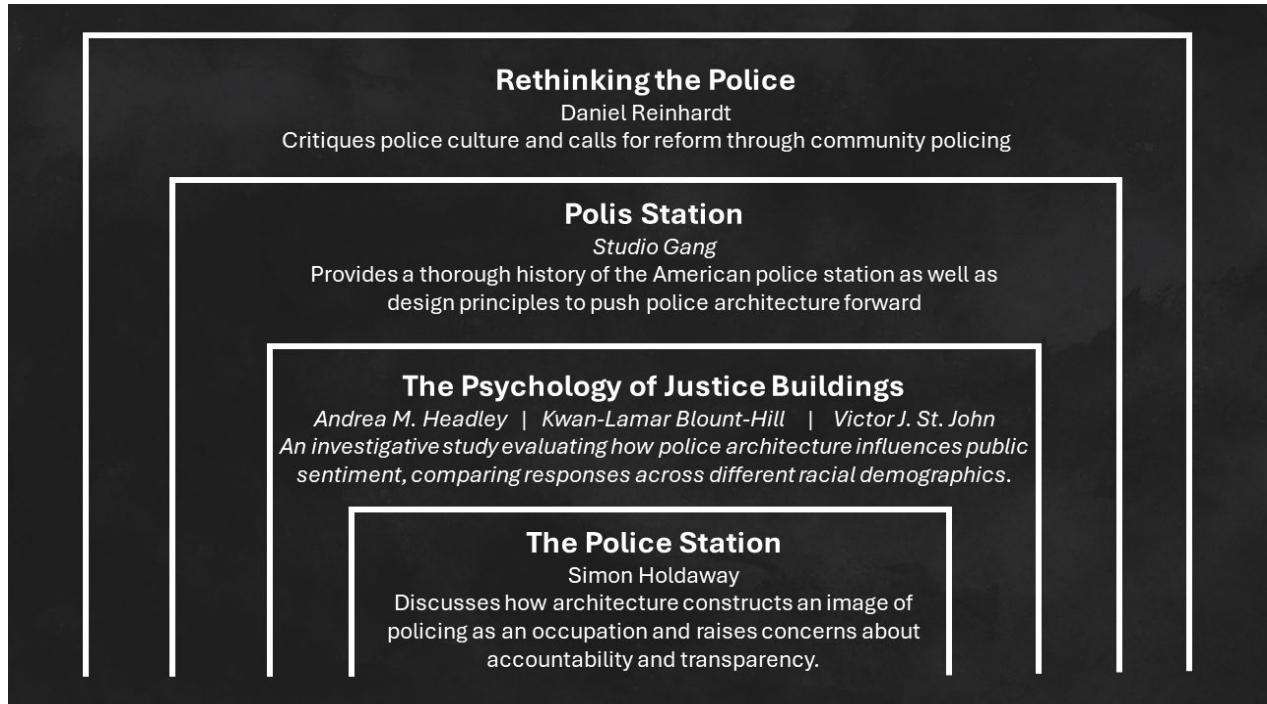 Rethinking the Police
Daniel Reinhardt
Critiques police culture and calls for reform through community policing
Polis Station
Studio Gang
Provides a thorough history of the American police station as well as
design principles to push police architecture forward
The Psychology of Justice Buildings
Andrea M. Headley | Kwan-Lamar Blount-Hill | Victor J. St. John
An investigative study evaluating how police architecture influences public
sentiment, comparing responses across different racial demographics.
The Police Station
Simon Holdaway
Discusses how architecture constructs an image of
policing as an occupation and raises concerns about
accountability and transparency.